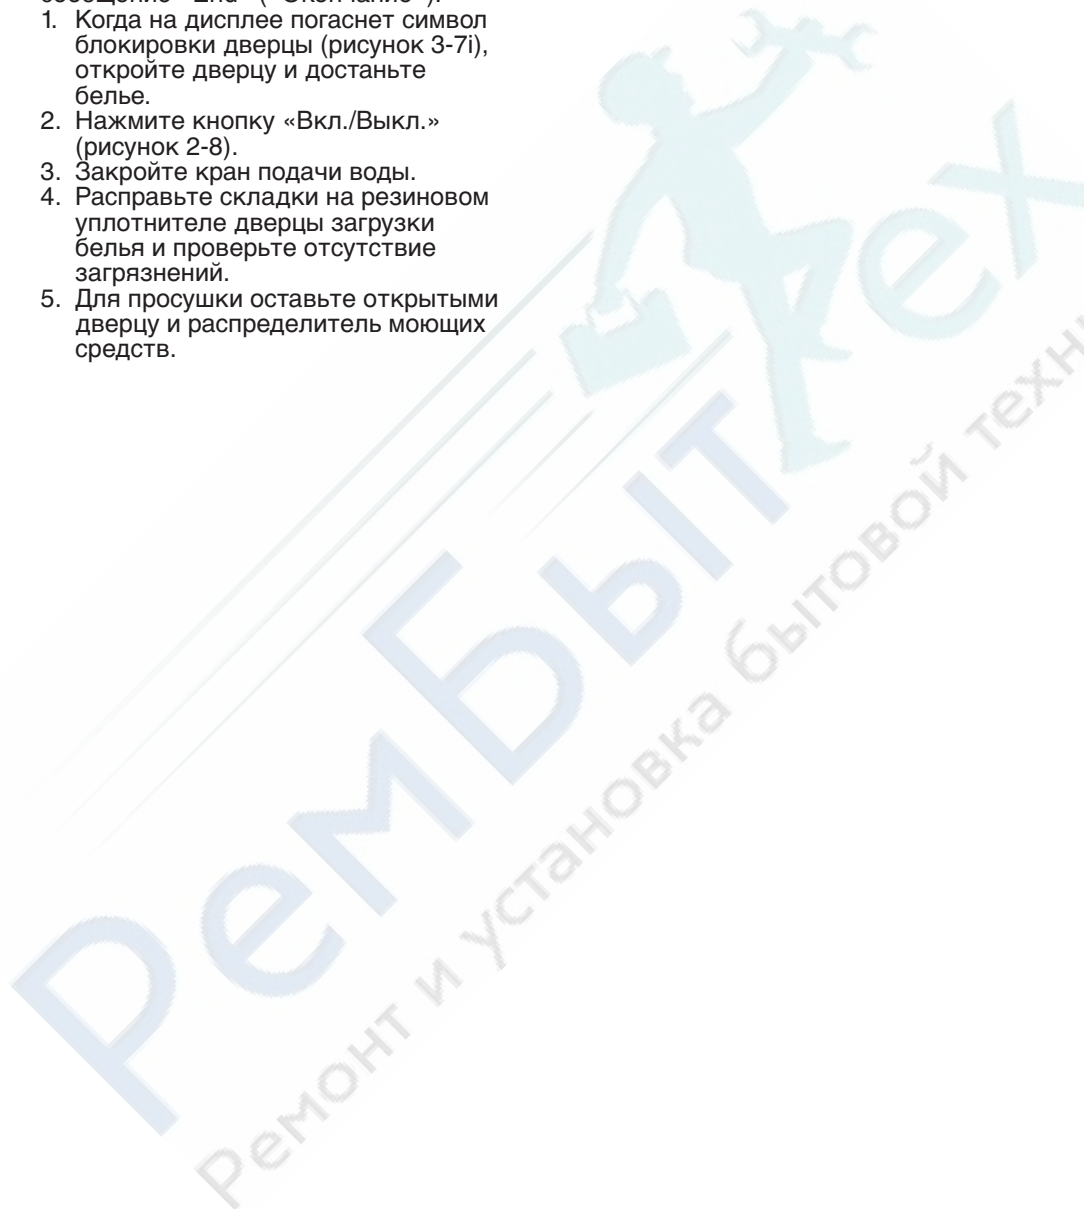 1. Когда на дисплее погаснет символ
блокировки дверцы (рисунок 3-7i),
откройте дверцу и достаньте
белье.
2. Нажмите кнопку «Вкл./Выкл.»
(рисунок 2-8).
3. Закройте кран подачи воды.
4. Расправьте складки на резиновом
уплотнителе дверцы загрузки
белья и проверьте отсутствие
загрязнений.
5. Для просушки оставьте открытыми
дверцу и распределитель моющих
средств.
РемБытТех
Ремонт и установка бытовой техни